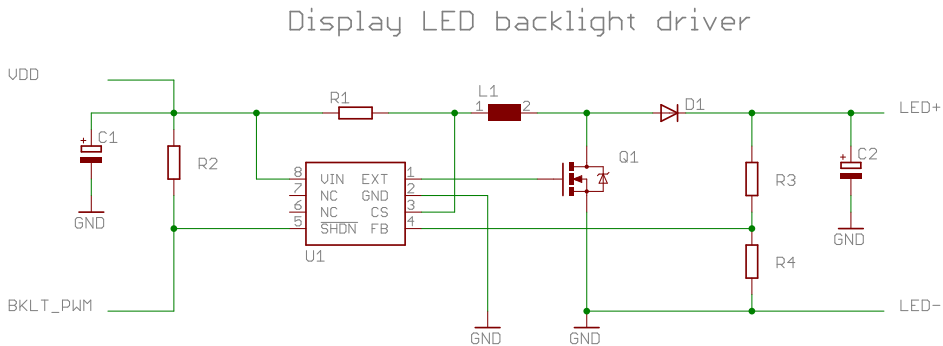 Display LED backlight driver
VDD
R1
L1
1 2
D1
LED+
C1
R2
Q1
R3
C2
8 VIN EXT 1
7 NC GND 2
6 NC CS 3
5 SHDN FB 4
U1
GND
GND
R4
BKLT_PWM
LED-
GND
GND